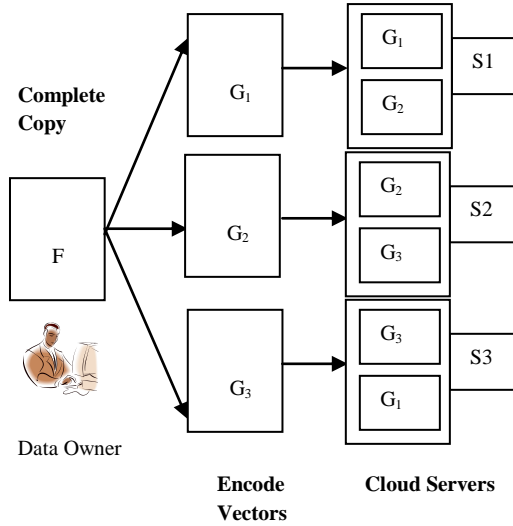 Complete
Copy
F
Data Owner
G₁
G₂
G₃
Encode
Vectors
G₁
G₂
S1
G₂
G₃
S2
G₃
G₁
S3
Cloud Servers